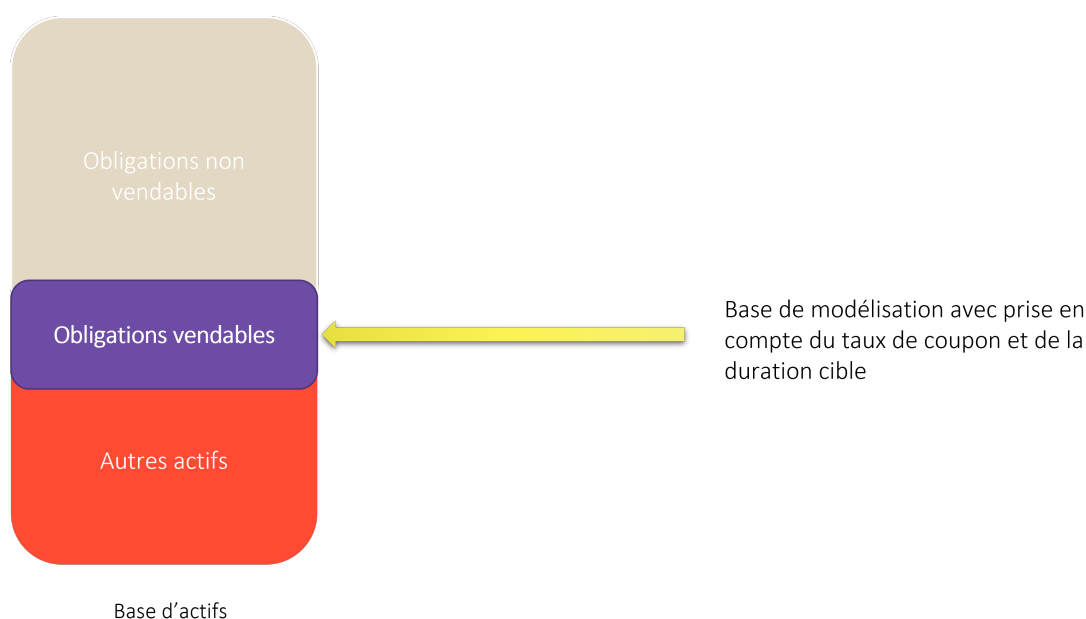 Obligations non
vendables
Obligations vendables
Base de modélisation avec prise en
compte du taux de coupon et de la
duration cible
Autres actifs
Base d’actifs